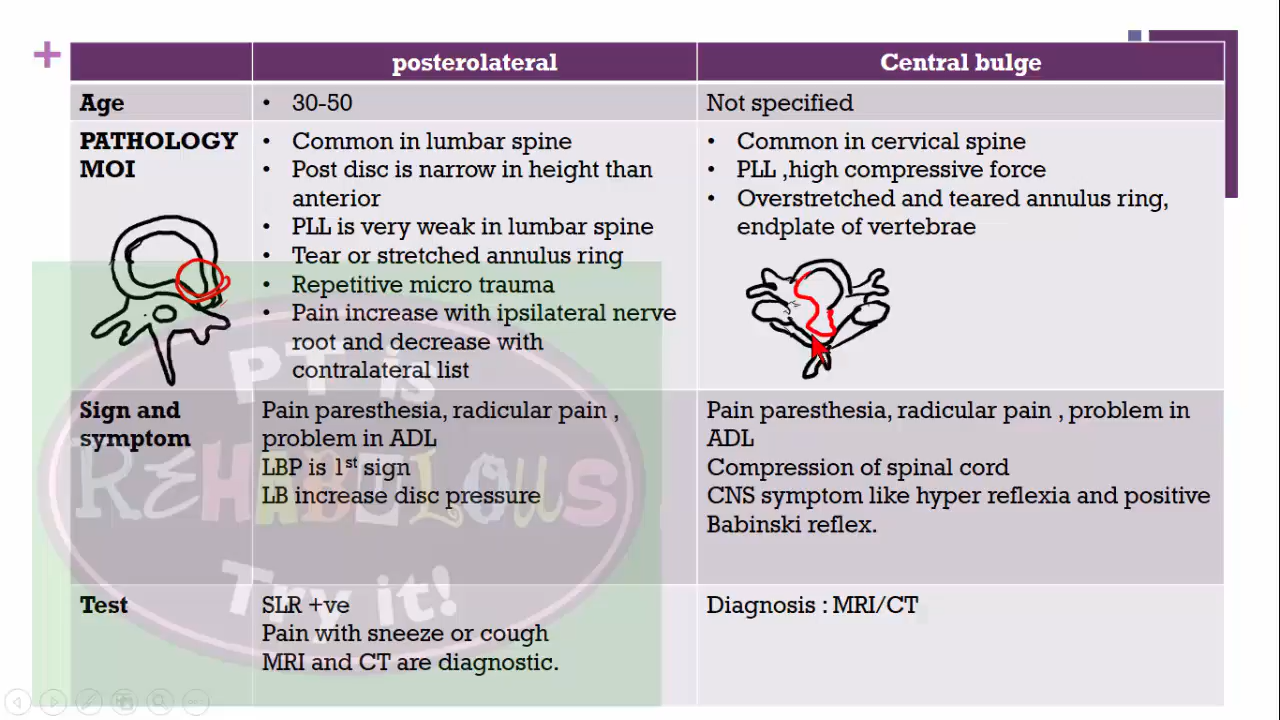 posterolateral
Central bulge
Age
• 30-50
Not specified
PATHOLOGY
MOI
• Common in lumbar spine
• Post disc is narrow in height than
anterior
• PLL is very weak in lumbar spine
• Tear or stretched annulus ring
• Repetitive micro trauma
• Pain increase with ipsilateral nerve
root and decrease with
contralateral list
• Common in cervical spine
• PLL ,high compressive force
• Overstretched and teared annulus ring,
endplate of vertebrae
Sign and
symptom
Pain paresthesia, radicular pain ,
problem in ADL
LBP is 1st sign
LB increase disc pressure
Pain paresthesia, radicular pain , problem in
ADL
Compression of spinal cord
CNS symptom like hyper reflexia and positive
Babinski reflex.
Test
SLR +ve
Pain with sneeze or cough
MRI and CT are diagnostic.
Diagnosis : MRI/CT
PT is
REHABULOUS
Try it!